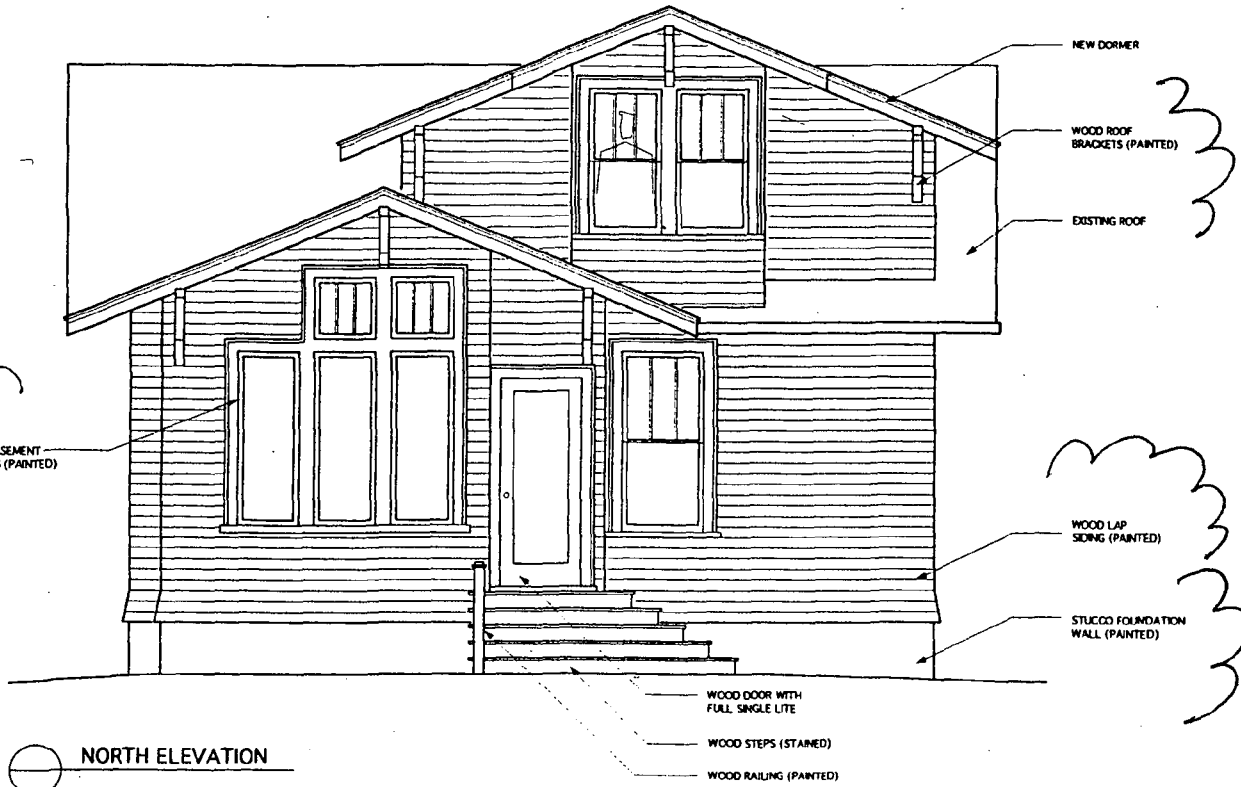 NEW DORMER
WOOD ROOF
BRACKETS (PAINTED)
EXISTING ROOF
SEMENT
(PAINTED)
WOOD LAP
SIDING (PAINTED)
STUCCO FOUNDATION
WALL (PAINTED)
WOOD DOOR WITH
FULL SINGLE LITE
WOOD STEPS (STAINED)
WOOD RAILING (PAINTED)
NORTH ELEVATION